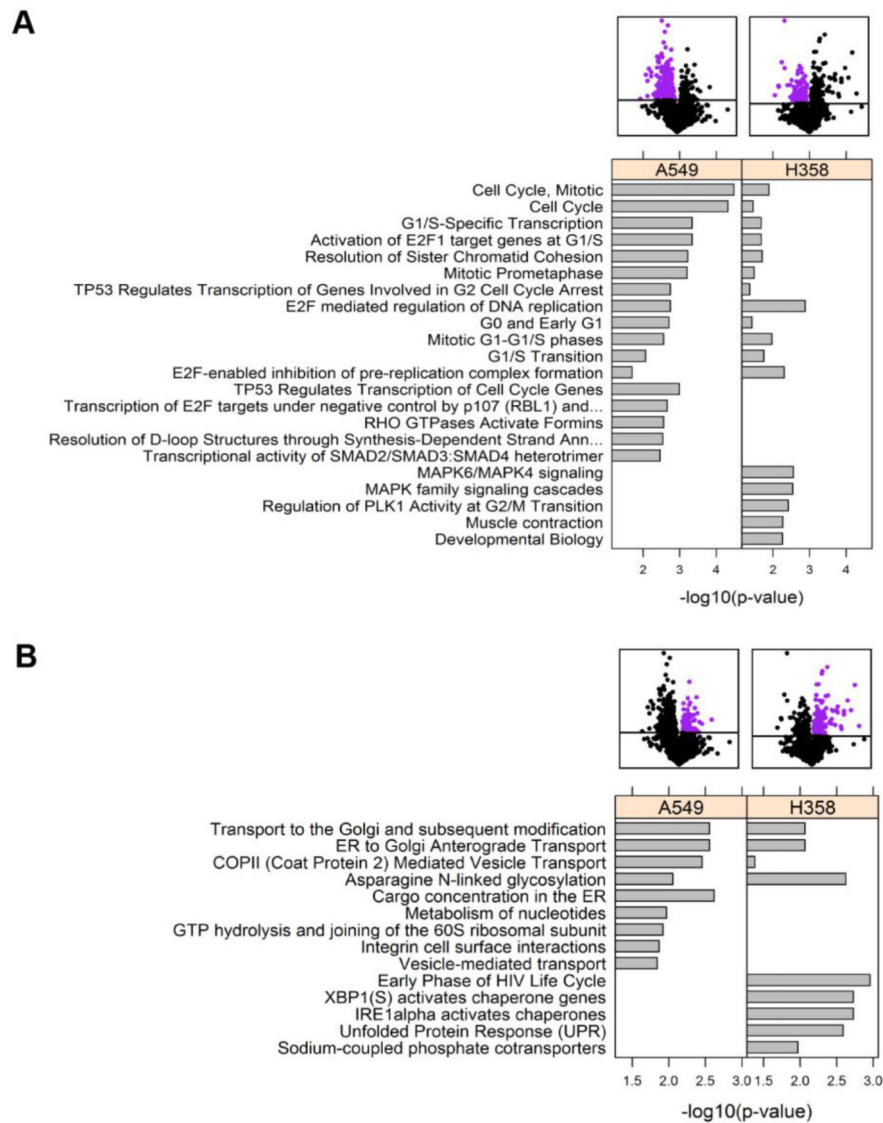 A
A549 H358
Cell Cycle, Mitotic
Cell Cycle
G1/S-Specific Transcription
Activation of E2F1 target genes at G1/S
Resolution of Sister Chromatid Cohesion
Mitotic Prometaphase
TP53 Regulates Transcription of Genes Involved in G2 Cell Cycle Arrest
E2F mediated regulation of DNA replication
G0 and Early G1
Mitotic G1-G1/S phases
G1/S Transition
E2F-enabled inhibition of pre-replication complex formation
TP53 Regulates Transcription of Cell Cycle Genes
Transcription of E2F targets under negative control by p107 (RBL1) and...
RHO GTPases Activate Formins
Resolution of D-loop Structures through Synthesis-Dependent Strand Ann...
Transcriptional activity of SMAD2/SMAD3:SMAD4 heterotrimer
MAPK6/MAPK4 signaling
MAPK family signaling cascades
Regulation of PLK1 Activity at G2/M Transition
Muscle contraction
Developmental Biology
2 3 4 2 3 4
-log10(p-value)
B
A549 H358
Transport to the Golgi and subsequent modification
ER to Golgi Anterograde Transport
COPII (Coat Protein 2) Mediated Vesicle Transport
Asparagine N-linked glycosylation
Cargo concentration in the ER
Metabolism of nucleotides
GTP hydrolysis and joining of the 60S ribosomal subunit
Integrin cell surface interactions
Vesicle-mediated transport
Early Phase of HIV Life Cycle
XBP1(S) activates chaperone genes
IRE1alpha activates chaperones
Unfolded Protein Response (UPR)
Sodium-coupled phosphate cotransporters
1.5 2.0 2.5 3.0 1.5 2.0 2.5 3.0
-log10(p-value)